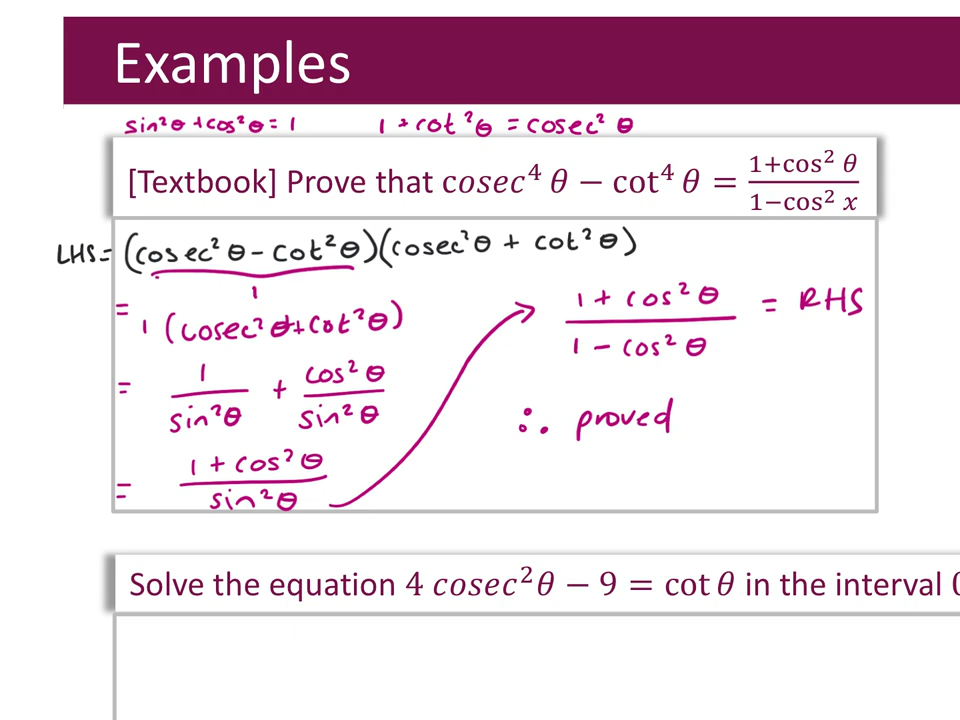 Examples
sin²θ + cos²θ = 1    1 + cot²θ = cosec²θ
[Textbook] Prove that cosec⁴ θ − cot⁴ θ = (1+cos² θ)/(1−cos² x)
LHS = (cosec²θ − cot²θ)(cosec²θ + cot²θ)
1
= 1(cosec²θ + cot²θ)
= 1/sin²θ + cos²θ/sin²θ
= (1 + cos²θ)/sin²θ
(1 + cos²θ)/(1 − cos²θ) = RHS
∴ proved
Solve the equation 4 cosec²θ − 9 = cot θ in the interval 0